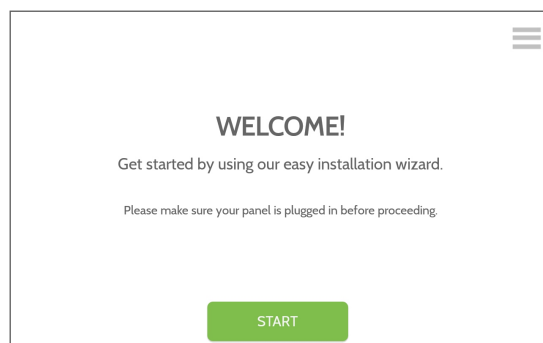 WELCOME!
Get started by using our easy installation wizard.
Please make sure your panel is plugged in before proceeding.
START